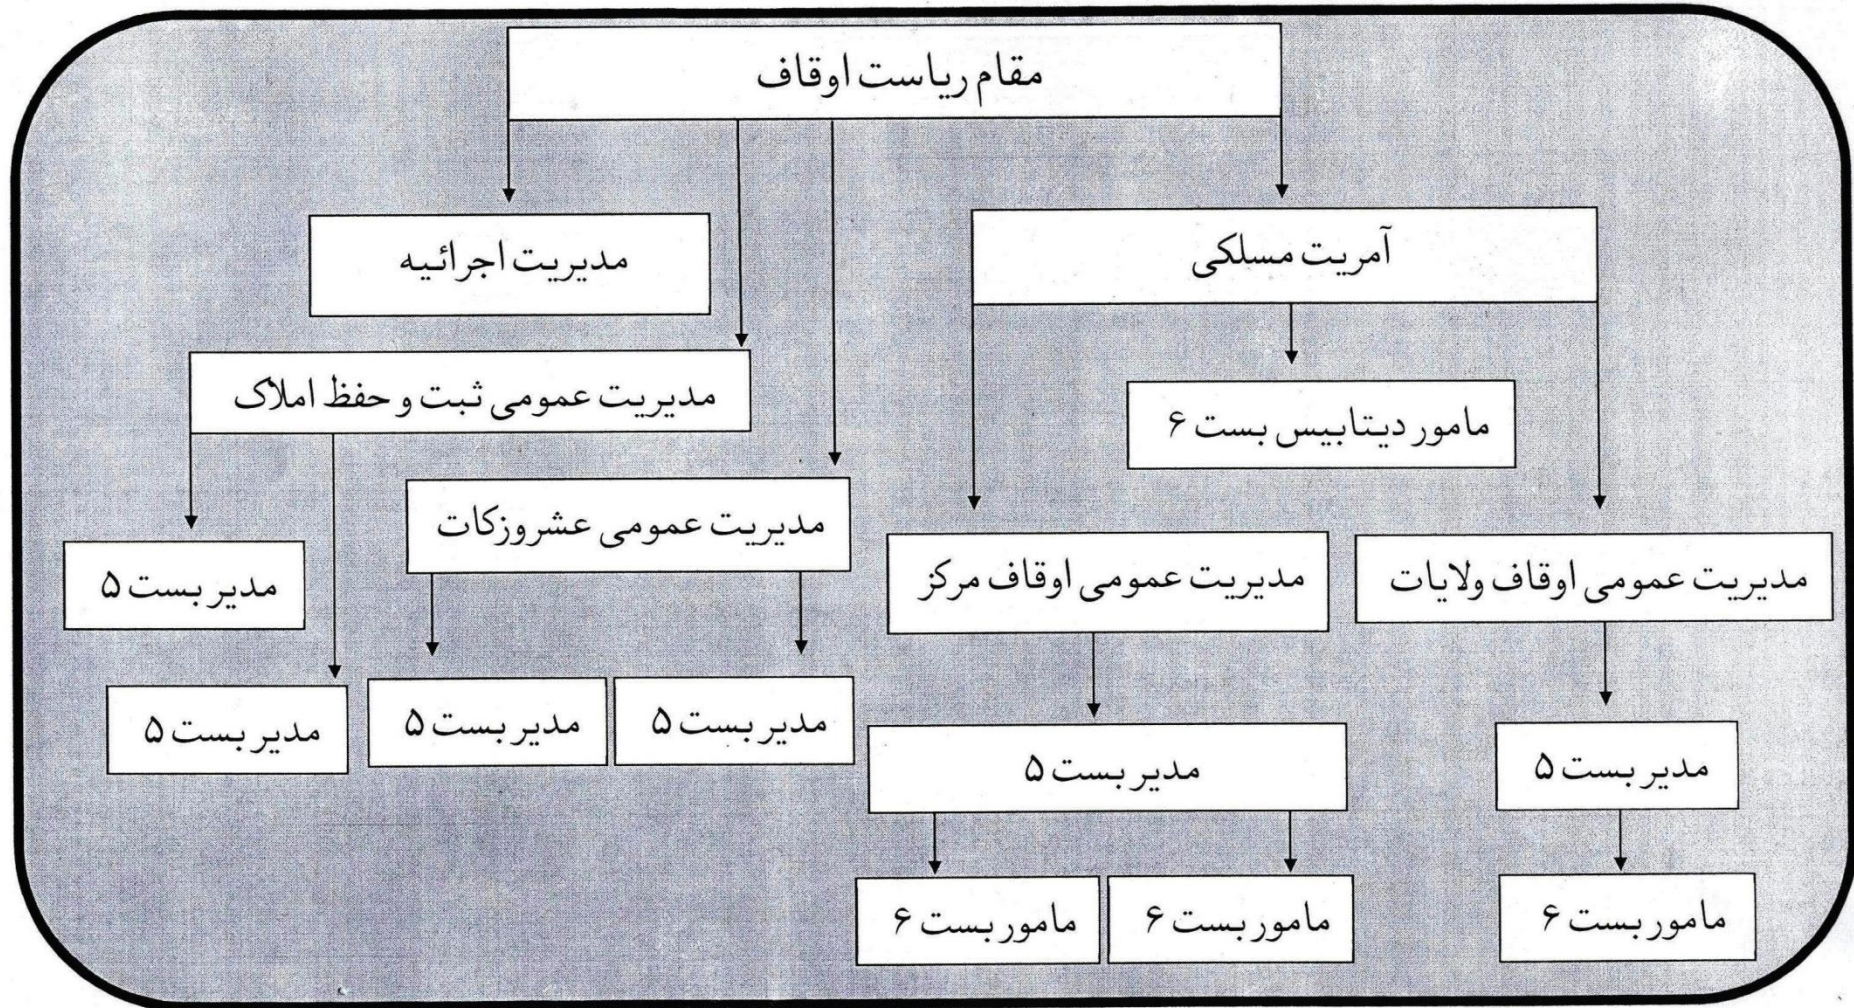 مقام ریاست اوقاف
آمریت مسلکی
مدیریت اجرائیه
مدیریت عمومی ثبت و حفظ املاک
مامور دیتابیس بست ۶
مدیریت عمومی عشروزکات
مدیریت عمومی اوقاف ولایات
مدیریت عمومی اوقاف مرکز
مدیر بست ۵
مدیر بست ۵
مدیر بست ۵
مدیر بست ۵
مدیر بست ۵
مدیر بست ۵
مامور بست ۶
مامور بست ۶
مامور بست ۶